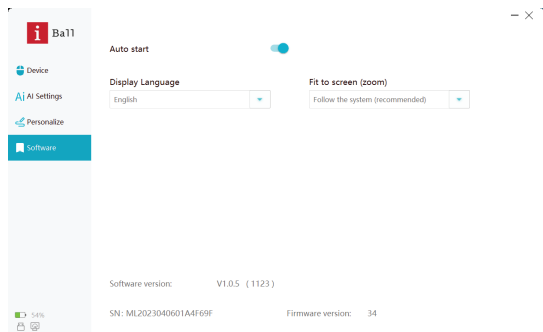 i Ball
Auto start
Device
Display Language
Fit to screen (zoom)
AI Settings
English
Follow the system (recommended)
Personalize
Software
Software version: V1.0.5 (1123)
54%
SN: ML2023040601A4F69F
Firmware version: 34